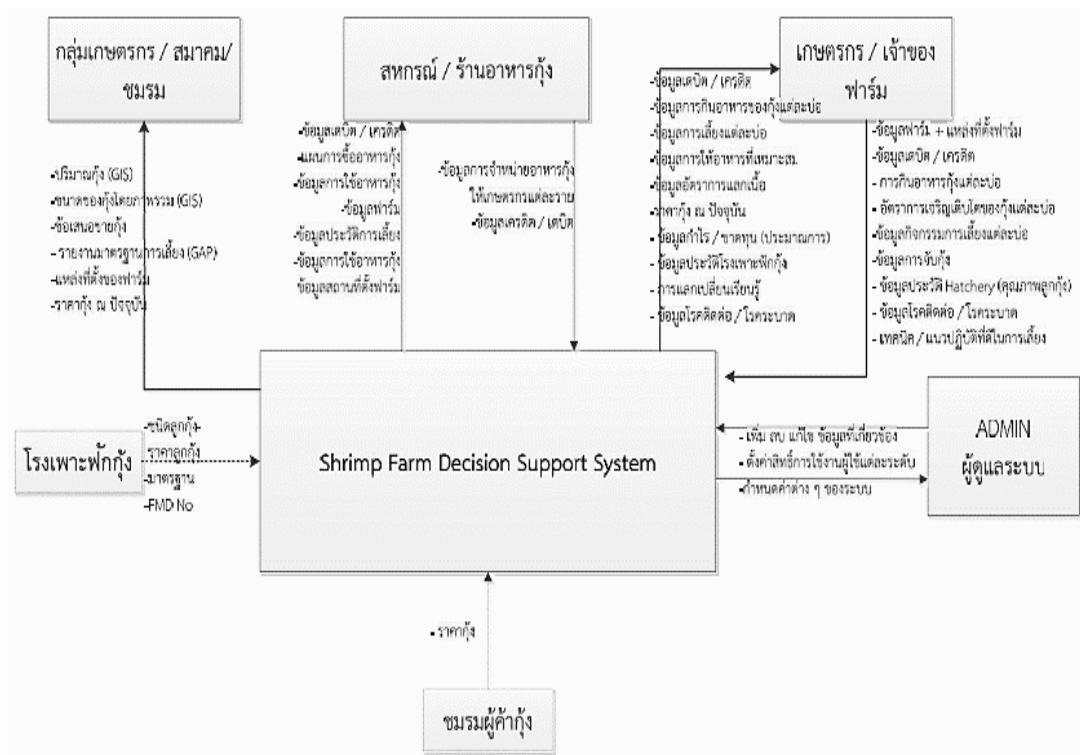 กลุ่มเกษตรกร / สมาคม/
ชมรม
สหกรณ์ / ร้านอาหารกุ้ง
เกษตรกร / เจ้าของ
ฟาร์ม
-ปริมาณกุ้ง (GIS)
-ขนาดของกุ้งโดยภาพรวม (GIS)
-ข้อเสนอขายกุ้ง
- รายงานมาตรฐานการเลี้ยง (GAP)
-แหล่งที่ตั้งของฟาร์ม
-ราคากุ้ง ณ ปัจจุบัน
-ข้อมูลเดบิต / เครดิต
-แผนการซื้ออาหารกุ้ง
-ข้อมูลการใช้อาหารกุ้ง
-ข้อมูลฟาร์ม
-ข้อมูลประวัติการเลี้ยง
-ข้อมูลการใช้อาหารกุ้ง
ข้อมูลสถานที่ตั้งฟาร์ม
-ข้อมูลการจำหน่ายอาหารกุ้ง
ให้เกษตรกรแต่ละราย
-ข้อมูลเครดิต / เดบิต
-ข้อมูลเดบิต / เครดิต
-ข้อมูลการกินอาหารของกุ้งแต่ละบ่อ
-ข้อมูลการเลี้ยงแต่ละบ่อ
-ข้อมูลการให้อาหารที่เหมาะสม
-ข้อมูลอัตราการแลกเนื้อ
-ราคากุ้ง ณ ปัจจุบัน
- ข้อมูลกำไร / ขาดทุน (ประมาณการ)
- ข้อมูลประวัติโรงเพาะฟักกุ้ง
- การแลกเปลี่ยนเรียนรู้
- ข้อมูลโรคติดต่อ / โรคระบาด
-ข้อมูลฟาร์ม + แหล่งที่ตั้งฟาร์ม
-ข้อมูลเดบิต / เครดิต
- การกินอาหารกุ้งแต่ละบ่อ
- อัตราการเจริญเติบโตของกุ้งแต่ละบ่อ
-ข้อมูลกิจกรรมการเลี้ยงแต่ละบ่อ
-ข้อมูลการจับกุ้ง
- ข้อมูลประวัติ Hatchery (คุณภาพลูกกุ้ง)
- ข้อมูลโรคติดต่อ / โรคระบาด
- เทคนิค / แนวปฏิบัติที่ดีในการเลี้ยง
โรงเพาะฟักกุ้ง
-ชนิดลูกกุ้ง-
ราคาลูกกุ้ง
-มาตรฐาน
-FMD No
Shrimp Farm Decision Support System
- เพิ่ม ลบ แก้ไข ข้อมูลที่เกี่ยวข้อง
- ตั้งค่าสิทธิ์การใช้งานผู้ใช้แต่ละระดับ
-กำหนดค่าต่าง ๆ ของระบบ
ADMIN
ผู้ดูแลระบบ
- ราคากุ้ง
ชมรมผู้ค้ากุ้ง